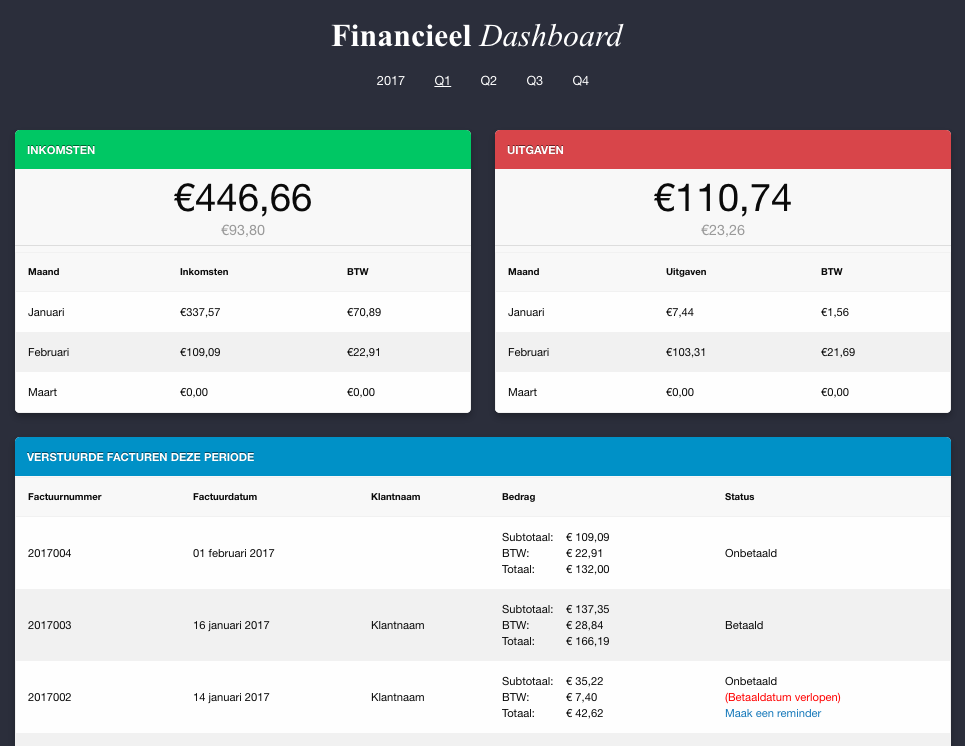 Financieel Dashboard
2017 Q1 Q2 Q3 Q4
INKOMSTEN
€446,66
€93,80
Maand Inkomsten BTW
Januari €337,57 €70,89
Februari €109,09 €22,91
Maart €0,00 €0,00
UITGAVEN
€110,74
€23,26
Maand Uitgaven BTW
Januari €7,44 €1,56
Februari €103,31 €21,69
Maart €0,00 €0,00
VERSTUURDE FACTUREN DEZE PERIODE
Factuurnummer Factuurdatum Klantnaam Bedrag Status
Subtotaal: € 109,09
2017004 01 februari 2017 BTW: € 22,91 Onbetaald
Totaal: € 132,00
Subtotaal: € 137,35
2017003 16 januari 2017 Klantnaam BTW: € 28,84 Betaald
Totaal: € 166,19
Subtotaal: € 35,22 Onbetaald
2017002 14 januari 2017 Klantnaam BTW: € 7,40 (Betaaldatum verlopen)
Totaal: € 42,62 Maak een reminder